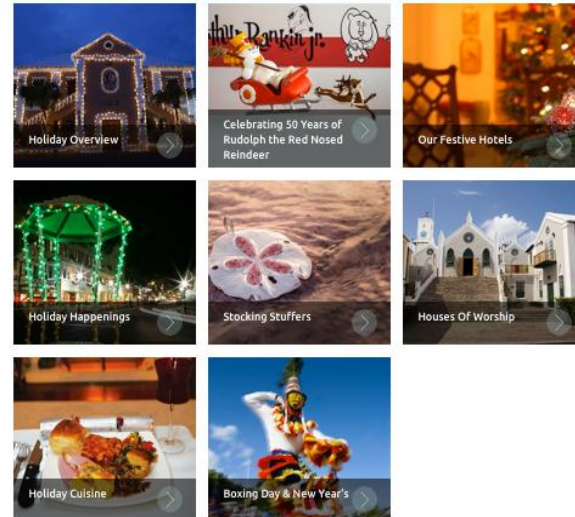 Holiday Overview
thur Rankin jr.
Celebrating 50 Years of
Rudolph the Red Nosed
Reindeer
Our Festive Hotels
Holiday Happenings
Stocking Stuffers
Houses Of Worship
Holiday Cuisine
Boxing Day & New Year's